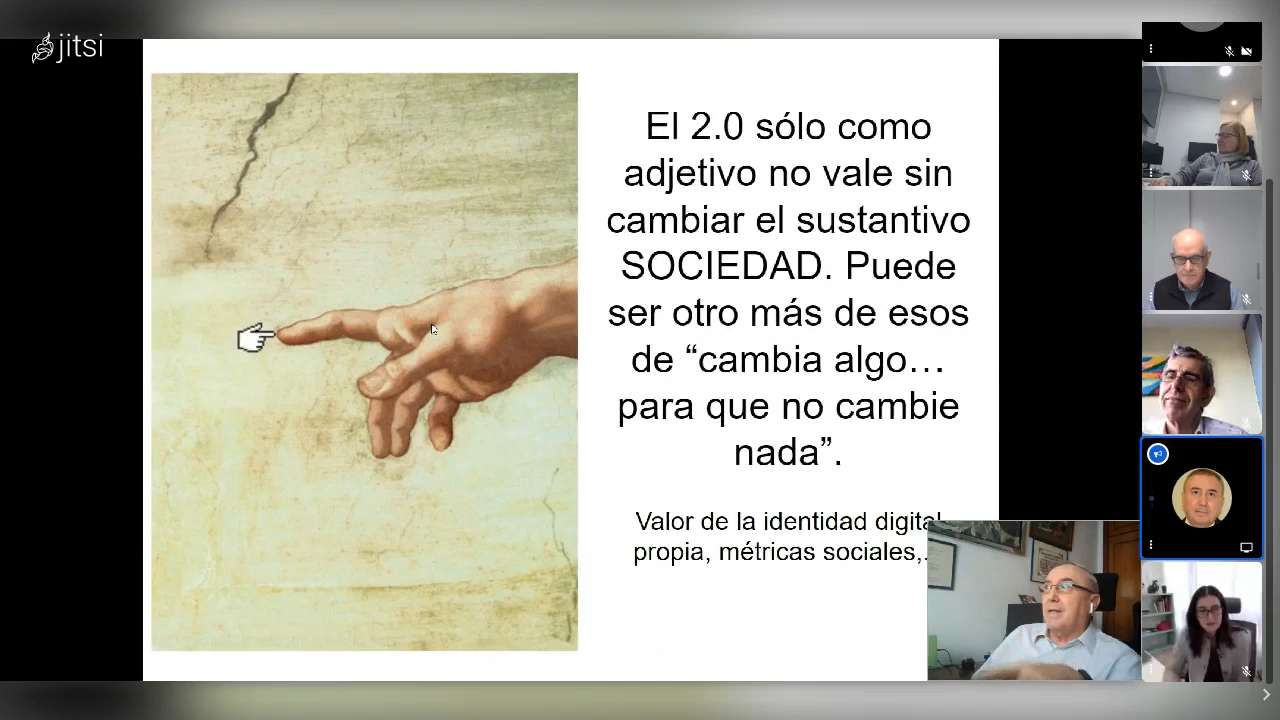 jitsi
El 2.0 sólo como
adjetivo no vale sin
cambiar el sustantivo
SOCIEDAD. Puede
ser otro más de esos
de “cambia algo…
para que no cambie
nada”.
Valor de la identidad digital
propia, métricas sociales,.